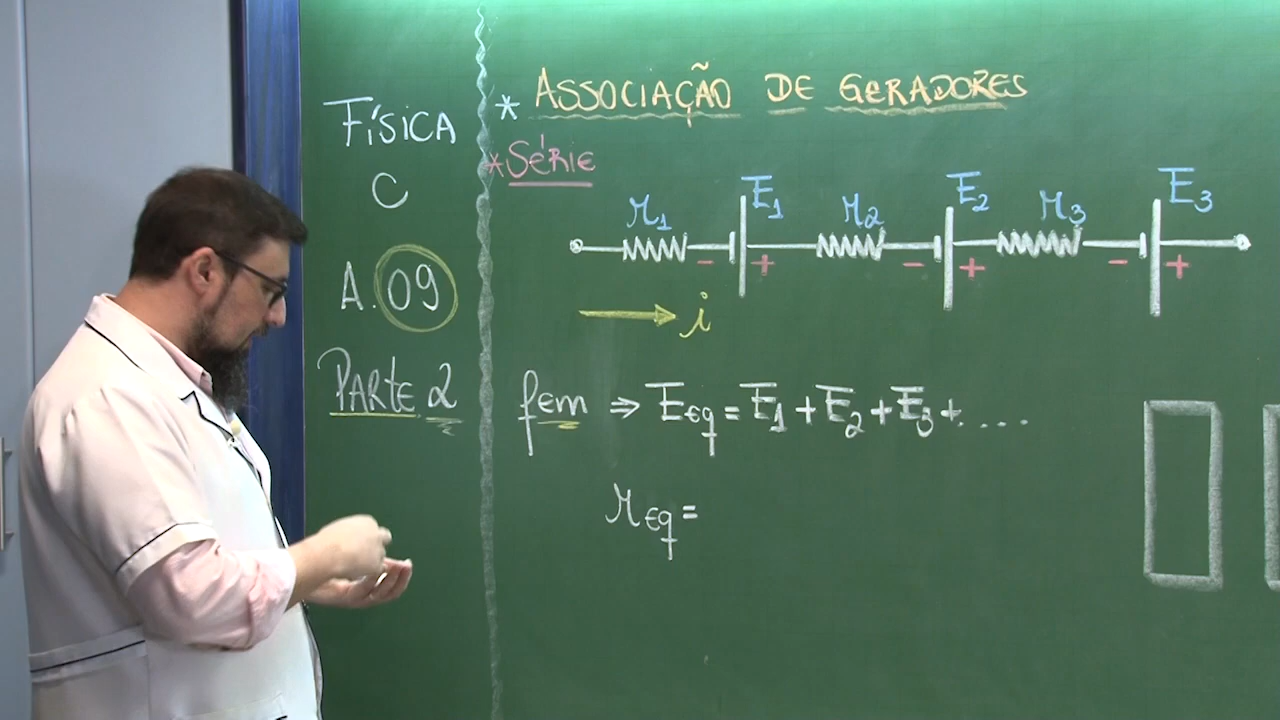 FÍSICA
C
A.09
PARTE 2
* ASSOCIAÇÃO DE GERADORES
* SÉRIE
r1 E1 r2 E2 r3 E3
- + - + - +
i
fem ⇒ Eeq = E1 + E2 + E3 + ....
req =